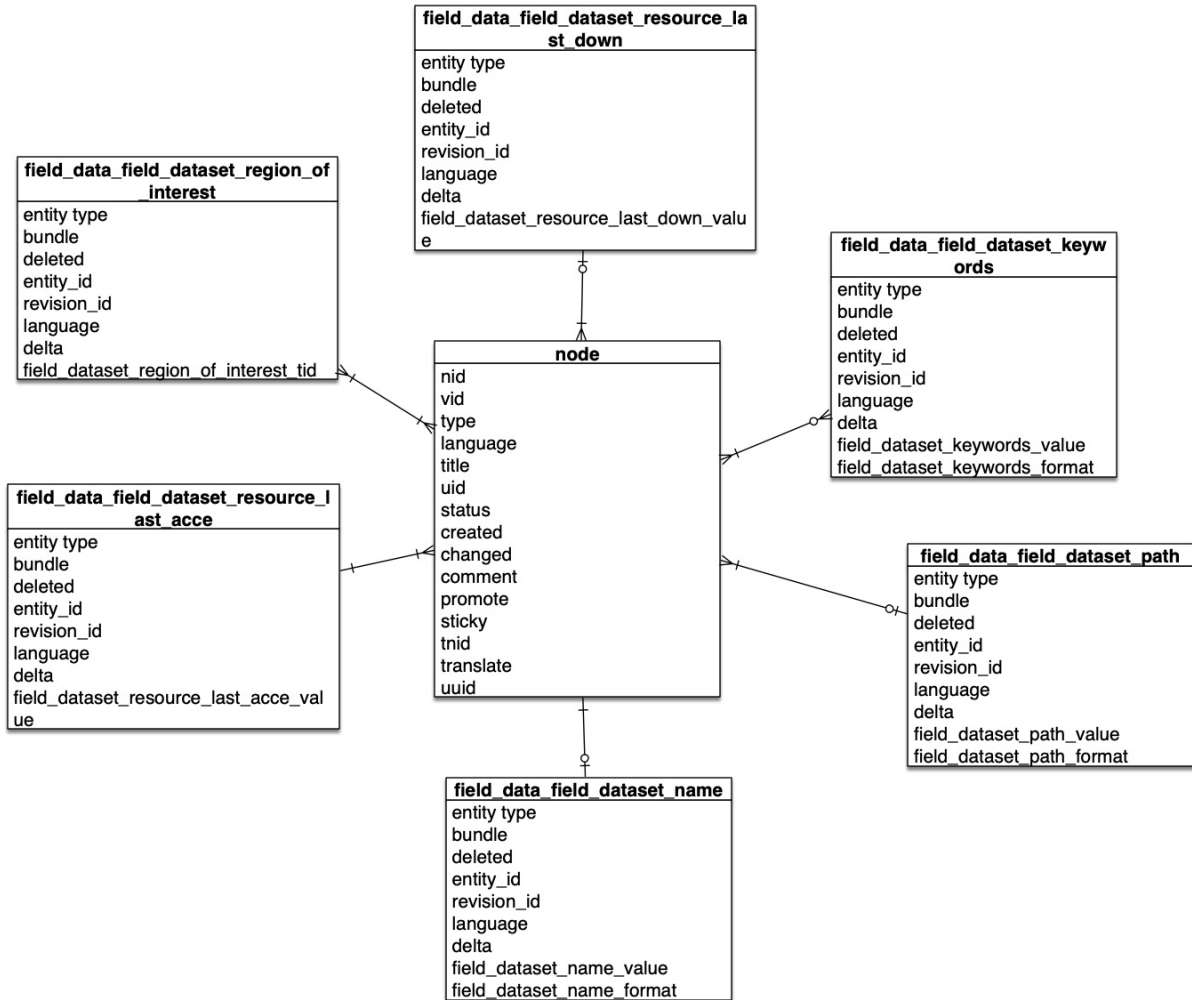 field_data_field_dataset_resource_la
st_down
entity type
bundle
deleted
entity_id
revision_id
language
delta
field_dataset_resource_last_down_valu
e
field_data_field_dataset_region_of
_interest
entity type
bundle
deleted
entity_id
revision_id
language
delta
field_dataset_region_of_interest_tid
field_data_field_dataset_keyw
ords
entity type
bundle
deleted
entity_id
revision_id
language
delta
field_dataset_keywords_value
field_dataset_keywords_format
node
nid
vid
type
language
title
uid
status
created
changed
comment
promote
sticky
tnid
translate
uuid
field_data_field_dataset_resource_l
ast_acce
entity type
bundle
deleted
entity_id
revision_id
language
delta
field_dataset_resource_last_acce_val
ue
field_data_field_dataset_path
entity type
bundle
deleted
entity_id
revision_id
language
delta
field_dataset_path_value
field_dataset_path_format
field_data_field_dataset_name
entity type
bundle
deleted
entity_id
revision_id
language
delta
field_dataset_name_value
field_dataset_name_format